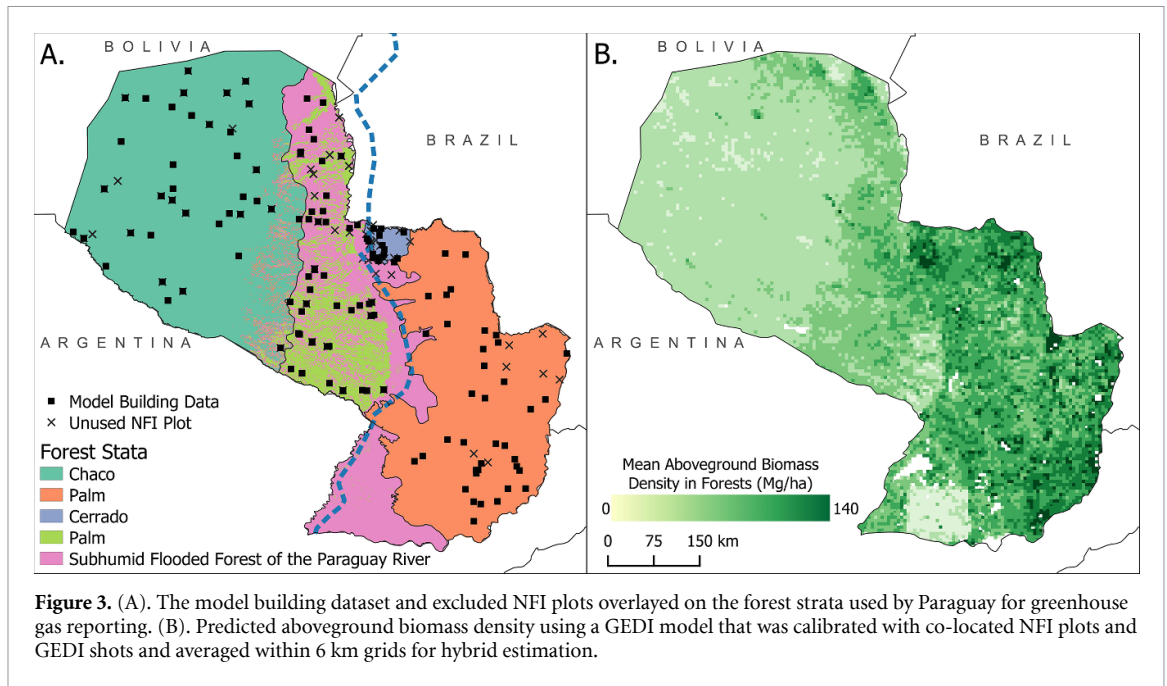 A.
BOLIVIA
BRAZIL
ARGENTINA
Model Building Data
Unused NFI Plot
Forest Stata
Chaco
Palm
Cerrado
Palm
Subhumid Flooded Forest of the Paraguay River
B.
BOLIVIA
BRAZIL
ARGENTINA
Mean Aboveground Biomass
Density in Forests (Mg/ha)
0 140
0 75 150 km
Figure 3. (A). The model building dataset and excluded NFI plots overlayed on the forest strata used by Paraguay for greenhouse
gas reporting. (B). Predicted aboveground biomass density using a GEDI model that was calibrated with co-located NFI plots and
GEDI shots and averaged within 6 km grids for hybrid estimation.